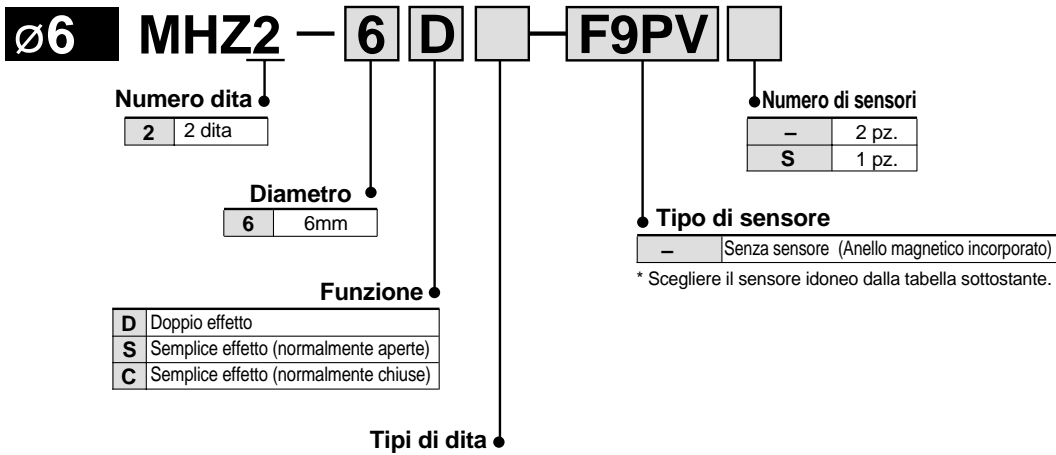 ø6 MHZ2 — 6 D — F9PV
Numero dita
2 2 dita
Numero di sensori
– 2 pz.
S 1 pz.
Diametro
6 6mm
Tipo di sensore
– Senza sensore (Anello magnetico incorporato)
* Scegliere il sensore idoneo dalla tabella sottostante.
Funzione
D Doppio effetto
S Semplice effetto (normalmente aperte)
C Semplice effetto (normalmente chiuse)
Tipi di dita